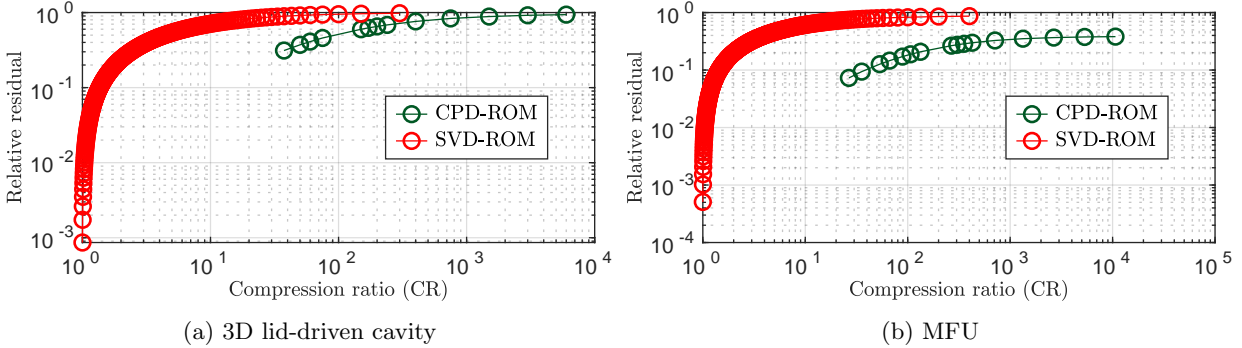 10^0
10^-1
10^-2
10^-3
Relative residual
10^0
10^1
10^2
10^3
10^4
Compression ratio (CR)
CPD-ROM
SVD-ROM
(a) 3D lid-driven cavity
10^0
10^-1
10^-2
10^-3
10^-4
Relative residual
10^0
10^1
10^2
10^3
10^4
10^5
Compression ratio (CR)
CPD-ROM
SVD-ROM
(b) MFU